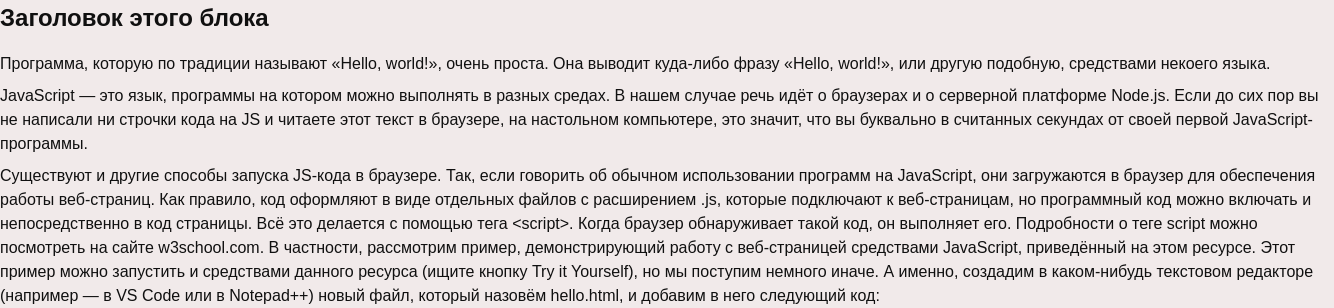 Заголовок этого блока
Программа, которую по традиции называют «Hello, world!», очень проста. Она выводит куда-либо фразу «Hello, world!», или другую подобную, средствами некоего языка.
JavaScript — это язык, программы на котором можно выполнять в разных средах. В нашем случае речь идёт о браузерах и о серверной платформе Node.js. Если до сих пор вы
не написали ни строчки кода на JS и читаете этот текст в браузере, на настольном компьютере, это значит, что вы буквально в считанных секундах от своей первой JavaScript-
программы.
Существуют и другие способы запуска JS-кода в браузере. Так, если говорить об обычном использовании программ на JavaScript, они загружаются в браузер для обеспечения
работы веб-страниц. Как правило, код оформляют в виде отдельных файлов с расширением .js, которые подключают к веб-страницам, но программный код можно включать и
непосредственно в код страницы. Всё это делается с помощью тега <script>. Когда браузер обнаруживает такой код, он выполняет его. Подробности о теге script можно
посмотреть на сайте w3school.com. В частности, рассмотрим пример, демонстрирующий работу с веб-страницей средствами JavaScript, приведённый на этом ресурсе. Этот
пример можно запустить и средствами данного ресурса (ищите кнопку Try it Yourself), но мы поступим немного иначе. А именно, создадим в каком-нибудь текстовом редакторе
(например — в VS Code или в Notepad++) новый файл, который назовём hello.html, и добавим в него следующий код: